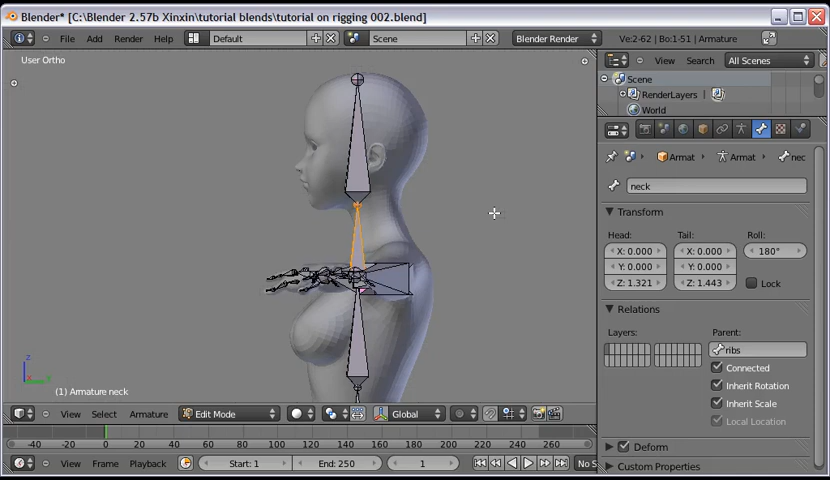 Blender* [C:\Blender 2.57b Xinxin\tutorial blends\tutorial on rigging 002.blend]
File Add Render Help Default Scene Blender Render Ve:2-62 | Bo:1-51 | Armature
User Ortho
View Search All Scenes
Scene
RenderLayers
World
Armat Armat nec
neck
Transform
Head: Tail: Roll:
X: 0.000 X: 0.000 180°
Y: 0.000 Y: 0.000
Z: 1.321 Z: 1.443 Lock
Relations
Layers: Parent:
ribs
Connected
Inherit Rotation
Inherit Scale
Local Location
Deform
Custom Properties
z
x
(1) Armature neck
View Select Armature Edit Mode Global
-40 -20 0 20 40 60 80 100 120 140 160 180 200 220 240 260
View Frame Playback Start: 1 End: 250 1 No S